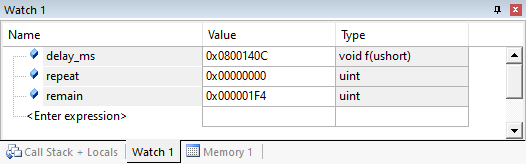 Watch 1
Name Value Type
delay_ms 0x0800140C void f(ushort)
repeat 0x00000000 uint
remain 0x000001F4 uint
<Enter expression>
Call Stack + Locals Watch 1 Memory 1